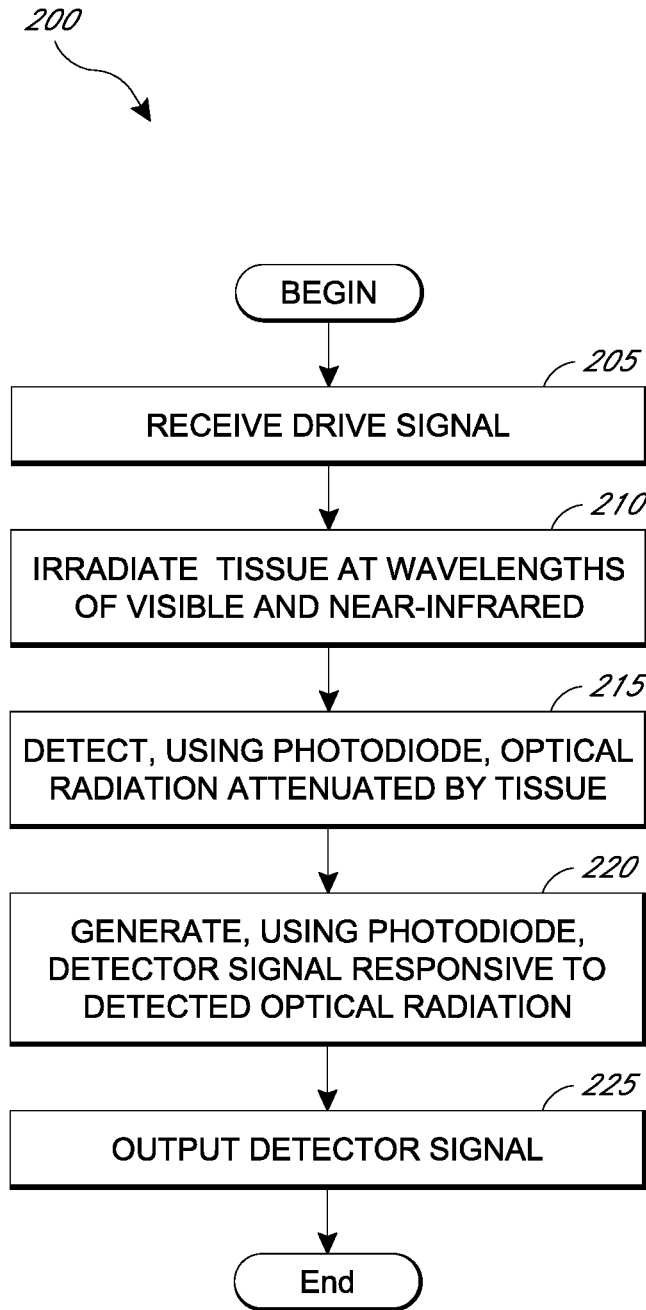 200
BEGIN
205
RECEIVE DRIVE SIGNAL
210
IRRADIATE TISSUE AT WAVELENGTHS
OF VISIBLE AND NEAR-INFRARED
215
DETECT, USING PHOTODIODE, OPTICAL
RADIATION ATTENUATED BY TISSUE
220
GENERATE, USING PHOTODIODE,
DETECTOR SIGNAL RESPONSIVE TO
DETECTED OPTICAL RADIATION
225
OUTPUT DETECTOR SIGNAL
End